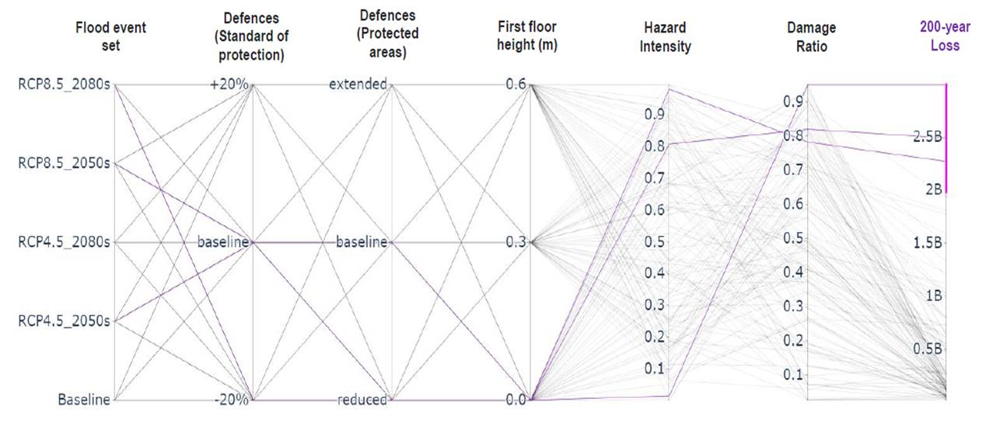 Flood event
set
Defences
(Standard of
protection)
Defences
(Protected
areas)
First floor
height (m)
Hazard
Intensity
Damage
Ratio
200-year
Loss
RCP8.5_2080s
RCP8.5_2050s
RCP4.5_2080s
RCP4.5_2050s
Baseline
+20%
baseline
-20%
extended
baseline
reduced
0.6
0.3
0.0
0.9
0.8
0.7
0.6
0.5
0.4
0.3
0.2
0.1
0.9
0.8
0.7
0.6
0.5
0.4
0.3
0.2
0.1
2.5B
2B
1.5B
1B
0.5B